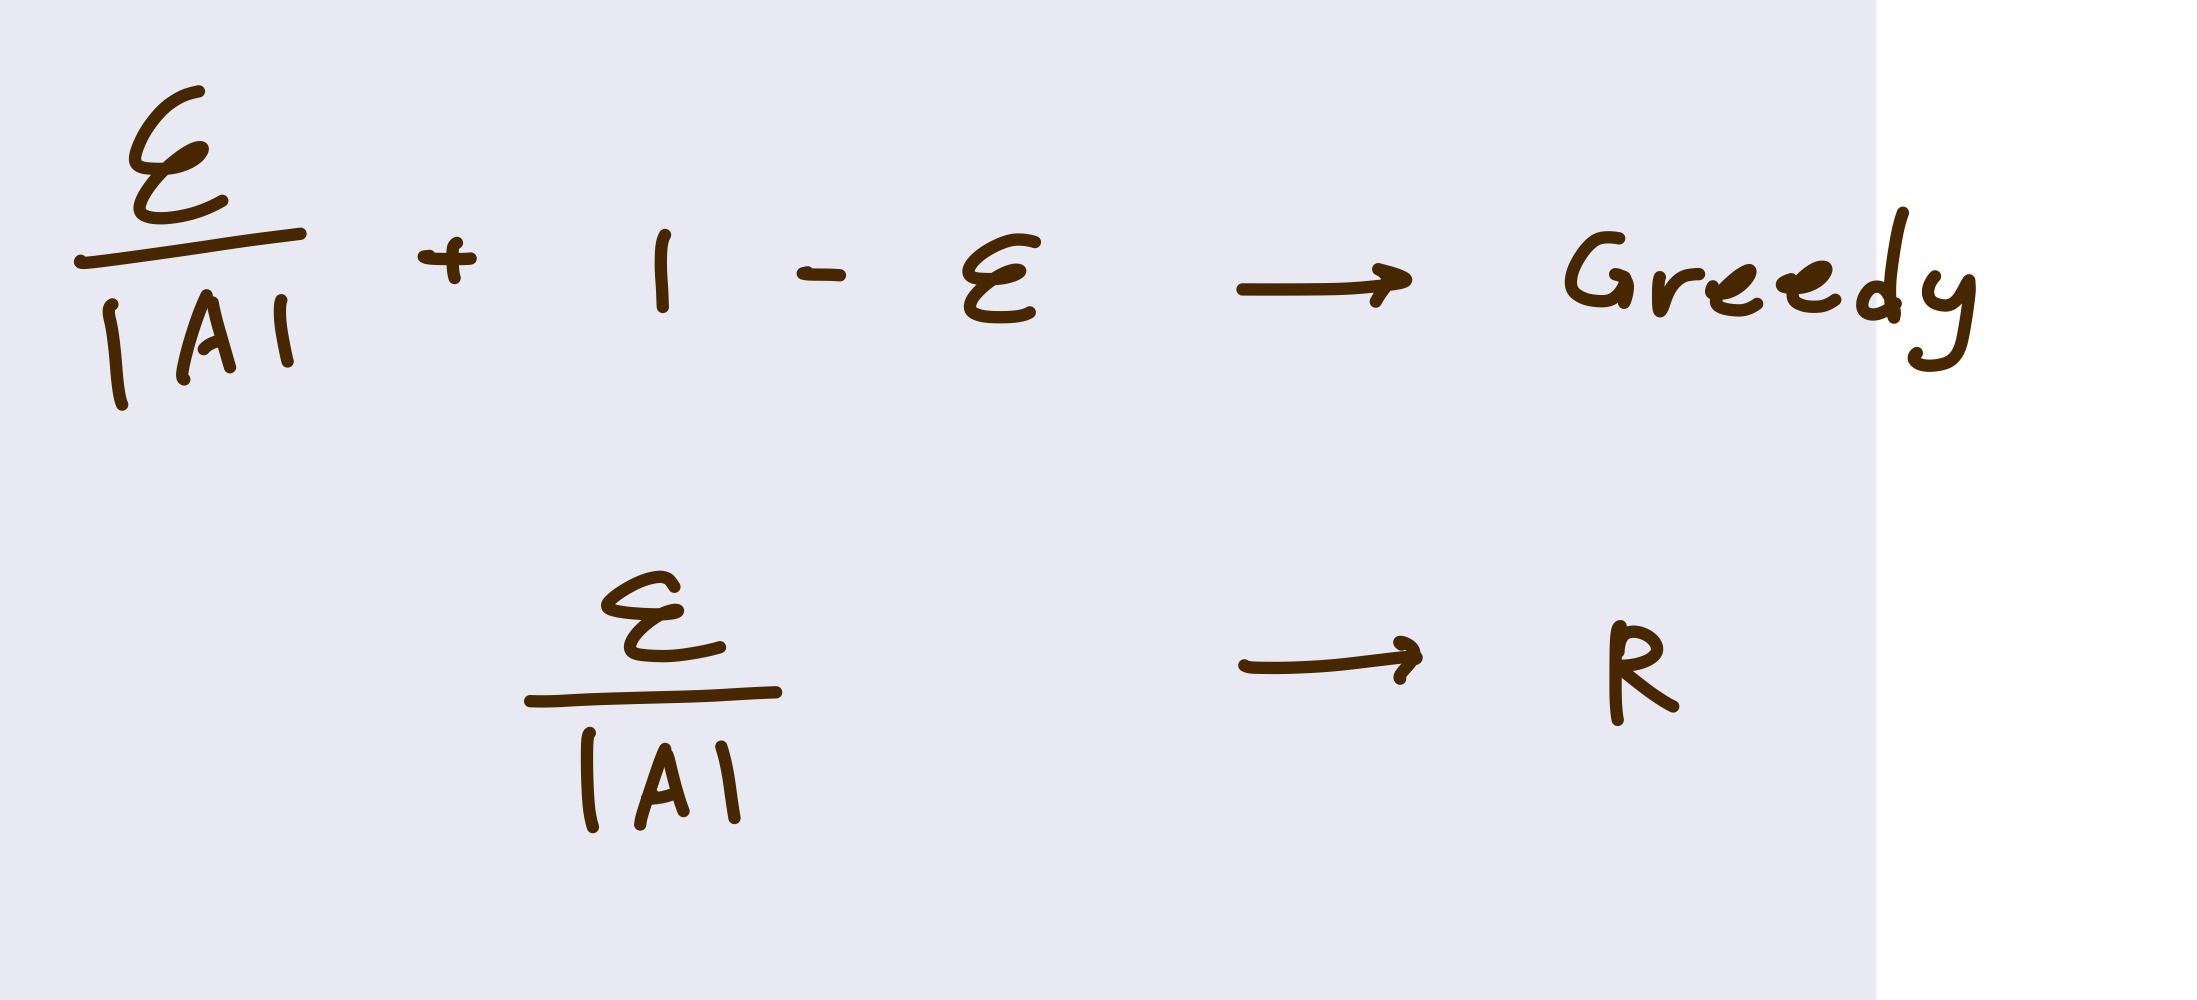 ε/|A| + 1 - ε → Greedy
ε/|A| → R